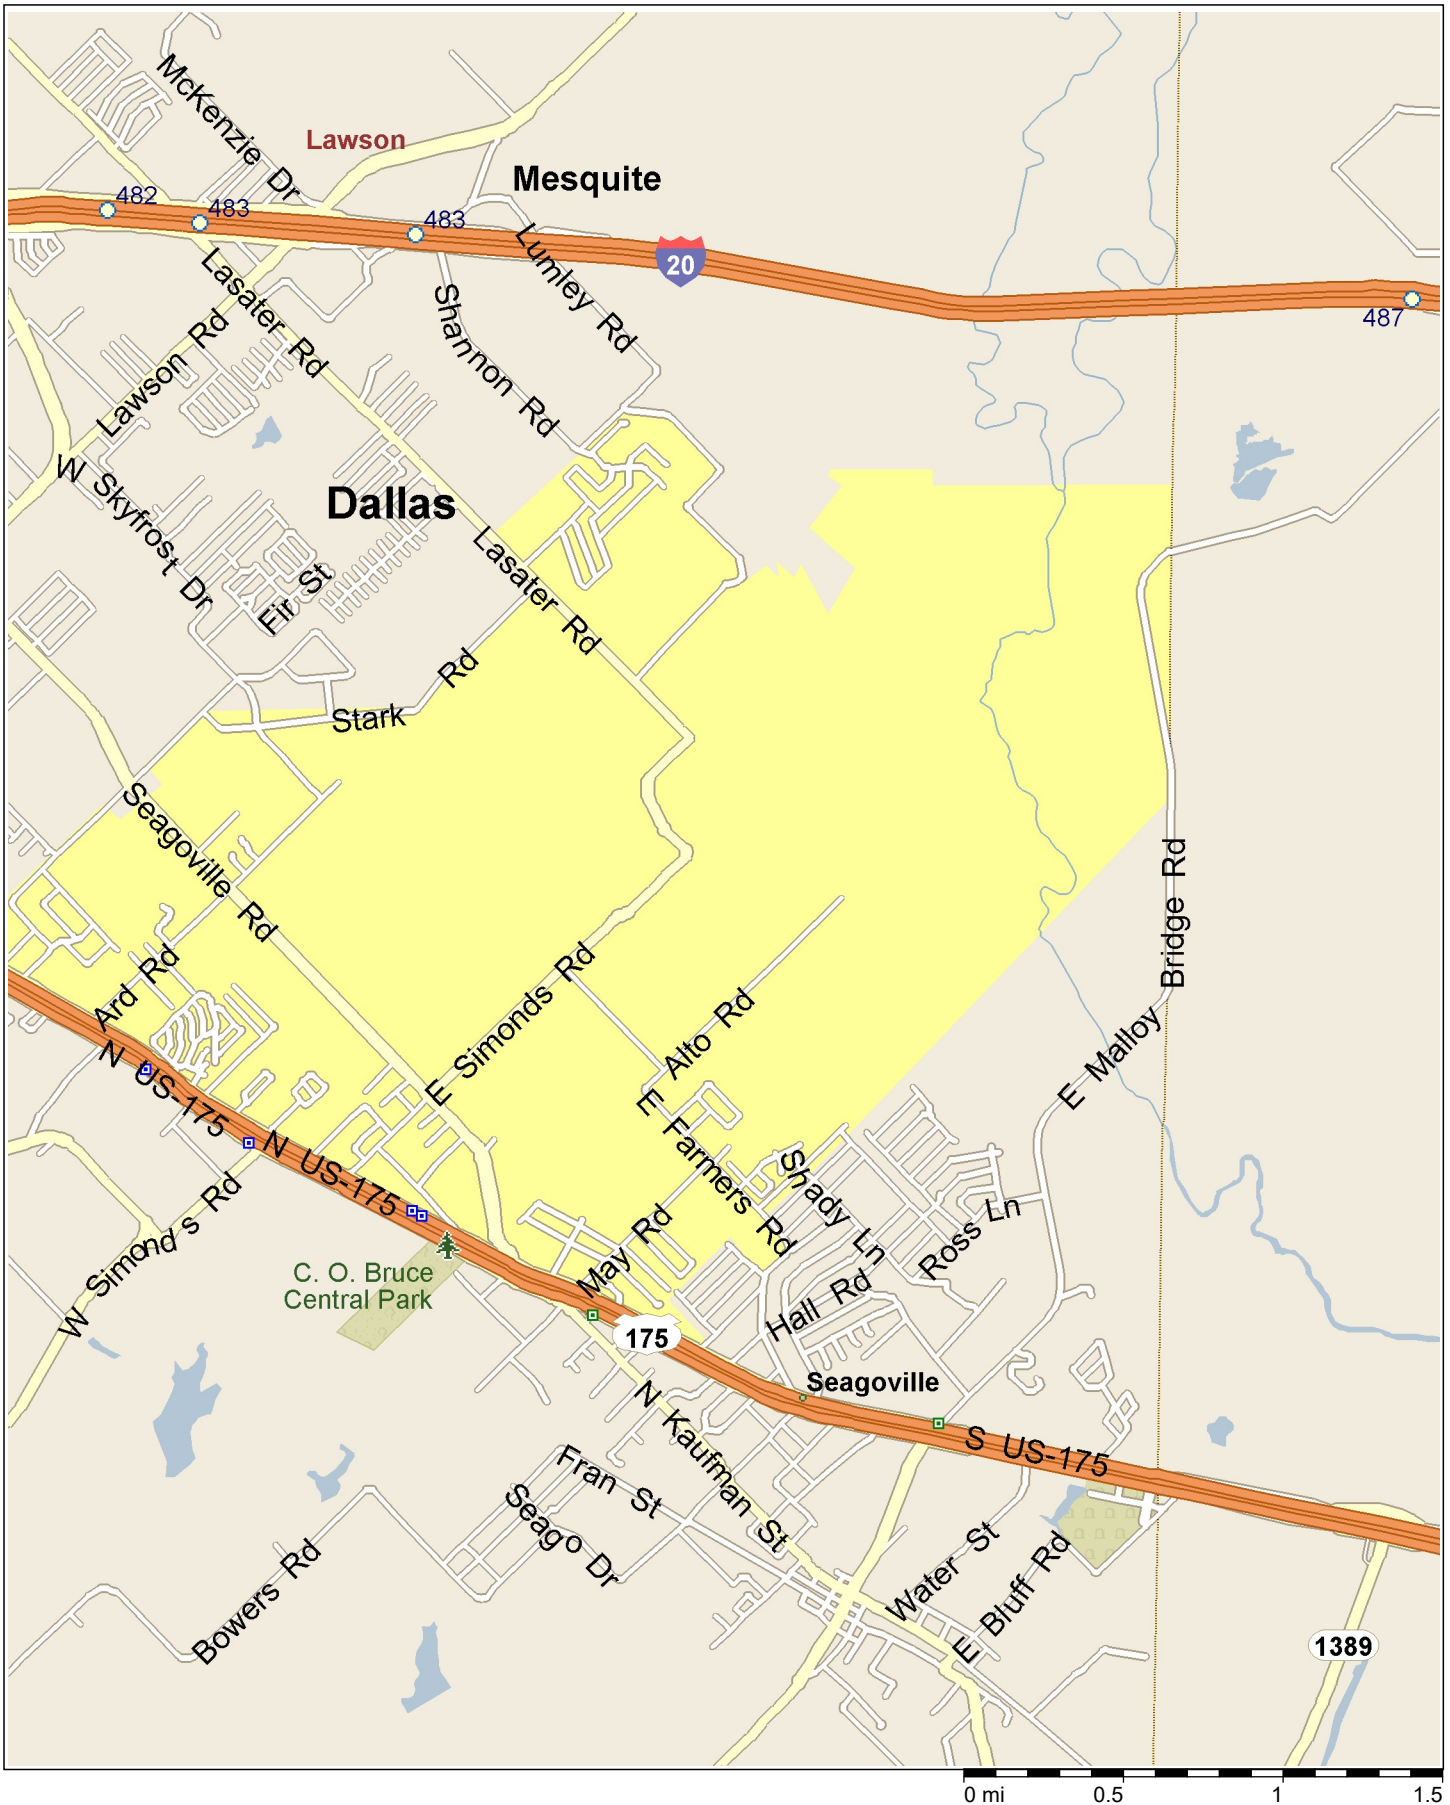 McKenzie Dr
Lawson
Mesquite
482
483
483
20
487
Lumley Rd
Lasater Rd
Shannon Rd
Lawson Rd
W Skyfrost Dr
Dallas
Fir St
Lasater Rd
Stark Rd
Seagoville Rd
Bridge Rd
Ard Rd
E Simonds Rd
Alto Rd
E Malloy
N US-175
N US-175
E Farmers Rd
Shady Ln
W Simonds Rd
Ross Ln
May Rd
C. O. Bruce
Central Park
Hall Rd
175
Seagoville
N Kaufman St
S US-175
Fran St
Seago Dr
Bowers Rd
Water St
E Bluff Rd
1389
0 mi
0.5
1
1.5